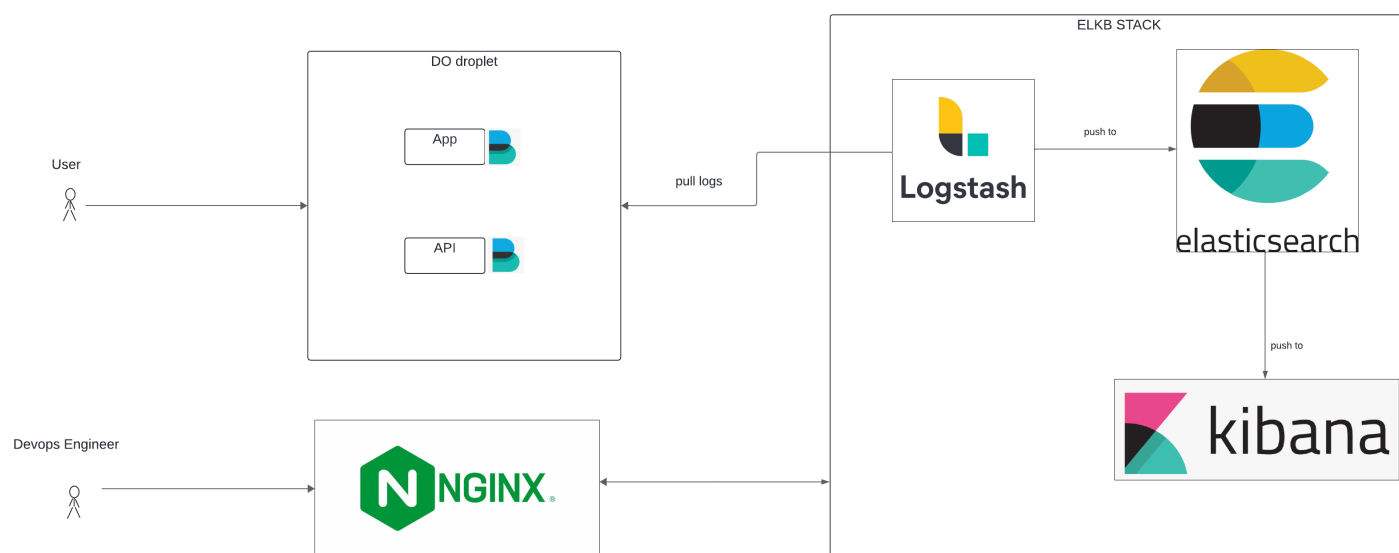 ELKB STACK
DO droplet
App
API
User
pull logs
Logstash
push to
elasticsearch
push to
kibana
Devops Engineer
NGINX